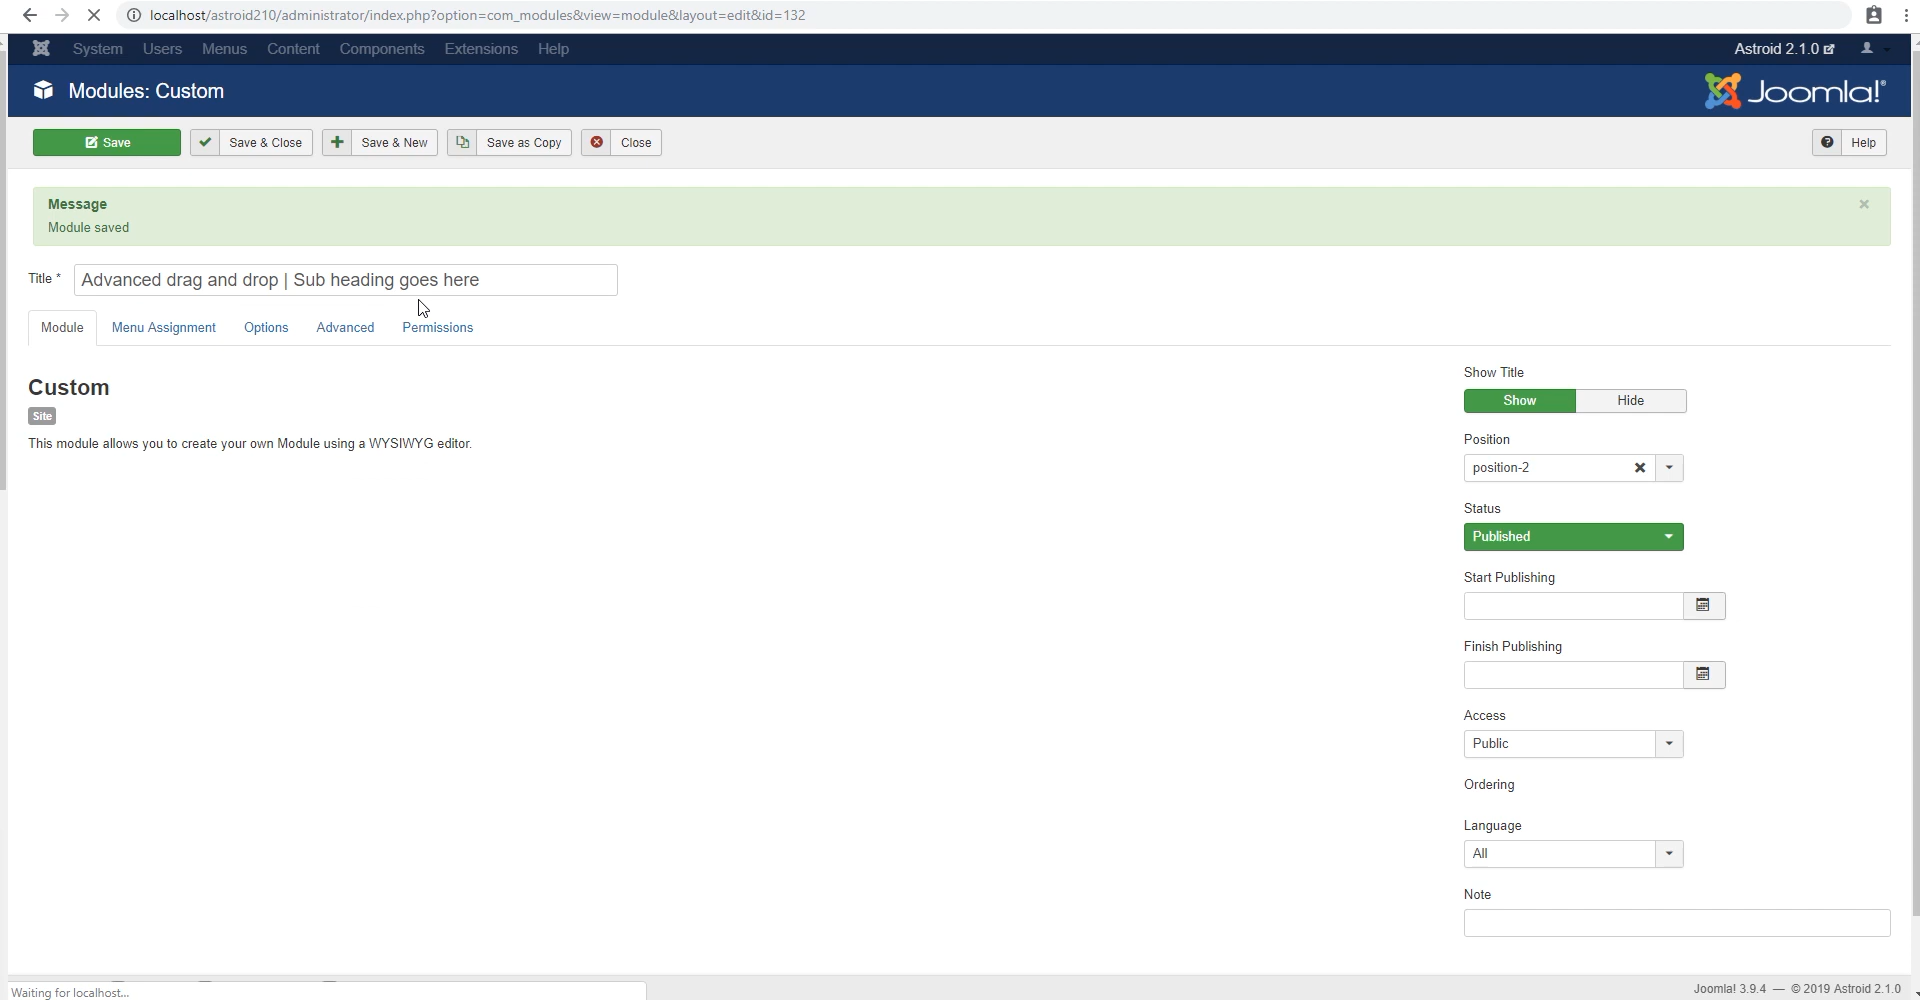 localhost/astroid210/administrator/index.php?option=com_modules&view=module&layout=edit&id=132
System Users Menus Content Components Extensions Help Astroid 2.1.0
Modules: Custom Joomla!®
Save Save & Close Save & New Save as Copy Close Help
Message
Module saved
Title * Advanced drag and drop | Sub heading goes here
Module Menu Assignment Options Advanced Permissions
Custom
Site
This module allows you to create your own Module using a WYSIWYG editor.
Show Title
Show Hide
Position
position-2
Status
Published
Start Publishing
Finish Publishing
Access
Public
Ordering
Language
All
Note
Waiting for localhost...
Joomla! 3.9.4 — © 2019 Astroid 2.1.0